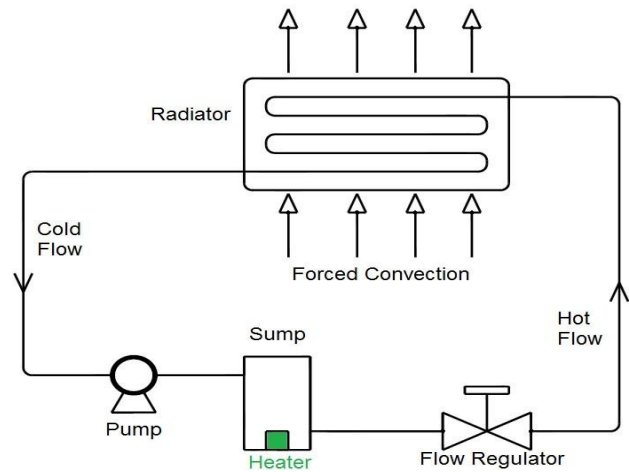 Radiator
Cold
Flow
Forced Convection
Hot
Flow
Sump
Pump
Heater
Flow Regulator